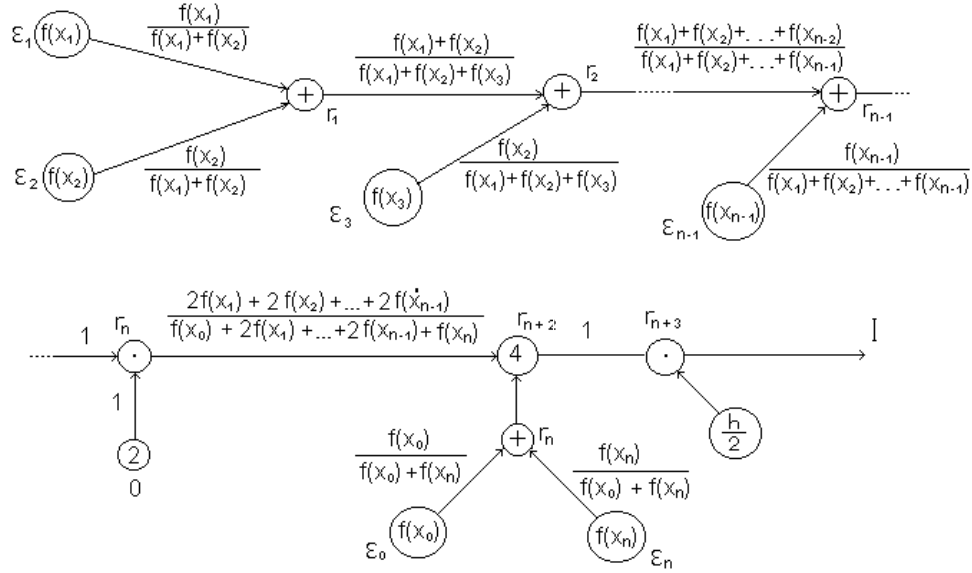 ε₁ f(x₁)
f(x₁)
f(x₁)+f(x₂)
ε₂ f(x₂)
f(x₂)
f(x₁)+f(x₂)
+
r₁
f(x₁)+f(x₂)
f(x₁)+f(x₂)+f(x₃)
ε₃ f(x₃)
f(x₂)
f(x₁)+f(x₂)+f(x₃)
+
r₂
f(x₁)+f(x₂)+...+f(xₙ₋₂)
f(x₁)+f(x₂)+...+f(xₙ₋₁)
εₙ₋₁ f(xₙ₋₁)
f(xₙ₋₁)
f(x₁)+f(x₂)+...+f(xₙ₋₁)
+
rₙ₋₁
1
rₙ
·
1
2
0
2f(x₁) + 2f(x₂) +...+2f(xₙ₋₁)
f(x₀) + 2f(x₁) +...+2f(xₙ₋₁)+f(xₙ)
rₙ₊₂
4
1
rₙ₊₃
·
I
h
2
+
rₙ
f(x₀)
f(x₀)+f(xₙ)
f(xₙ)
f(x₀) + f(xₙ)
ε₀ f(x₀)
f(xₙ) εₙ